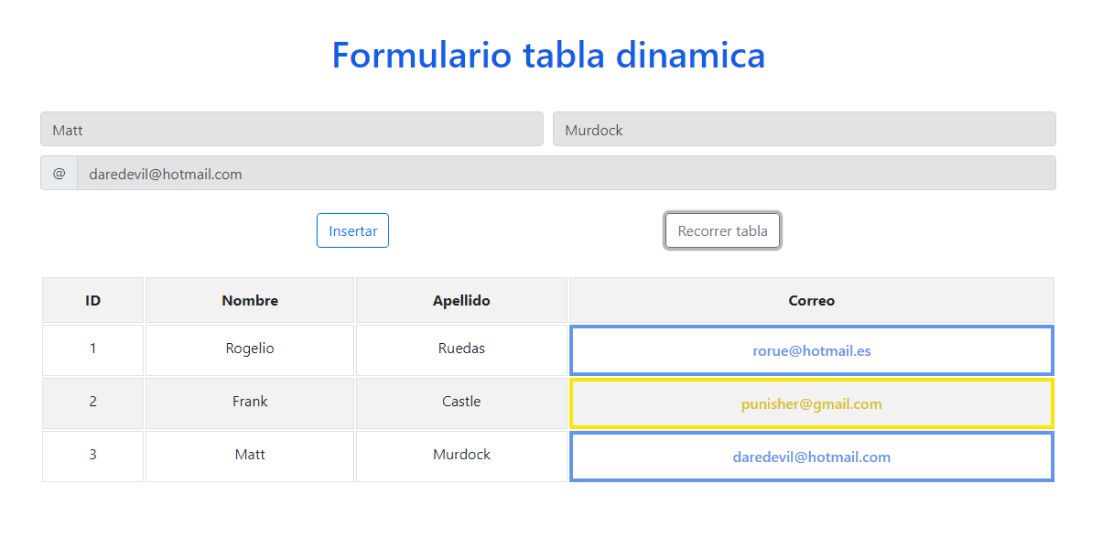 Formulario tabla dinamica
Matt Murdock
@ daredevil@hotmail.com
Insertar Recorrer tabla
ID Nombre Apellido Correo
1 Rogelio Ruedas rorue@hotmail.es
2 Frank Castle punisher@gmail.com
3 Matt Murdock daredevil@hotmail.com